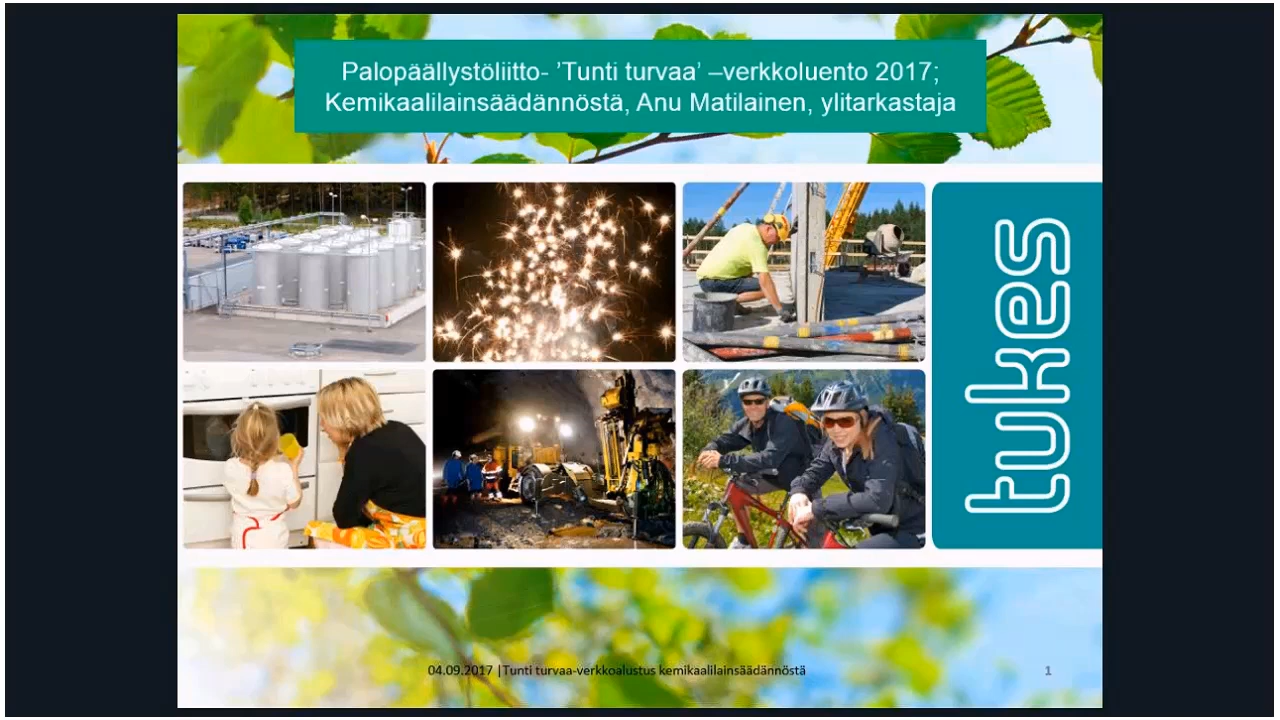 Palopäällystöliitto- ’Tunti turvaa’ –verkkoluento 2017;
Kemikaalilainsäädännöstä, Anu Matilainen, ylitarkastaja
tukes
04.09.2017 |Tunti turvaa-verkkoalustus kemikaalilainsäädännöstä
1